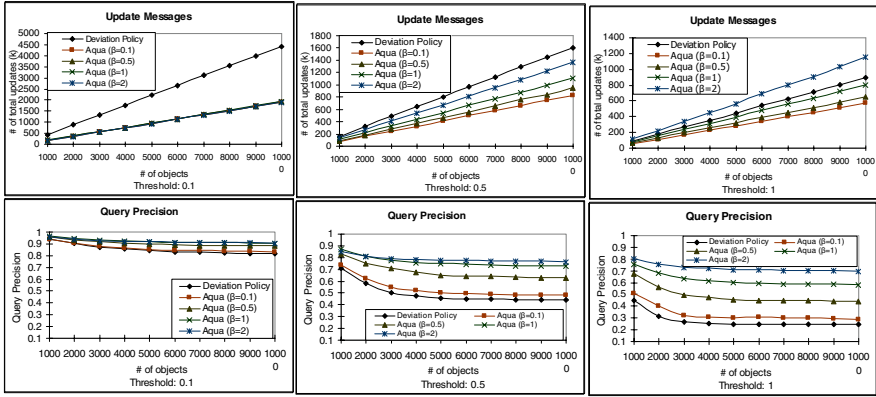 Update Messages
# of total updates (k)
5000
4500
4000
3500
3000
2500
2000
1500
1000
500
0
Deviation Policy
Aqua (β=0.1)
Aqua (β=0.5)
Aqua (β=1)
Aqua (β=2)
1000 2000 3000 4000 5000 6000 7000 8000 9000 1000
0
# of objects
Threshold: 0.1
Update Messages
# of total updates (k)
1800
1600
1400
1200
1000
800
600
400
200
0
Deviation Policy
Aqua (β=0.1)
Aqua (β=0.5)
Aqua (β=1)
Aqua (β=2)
1000 2000 3000 4000 5000 6000 7000 8000 9000 1000
0
# of objects
Threshold: 0.5
Update Messages
# of total updates (k)
1400
1200
1000
800
600
400
200
0
Deviation Policy
Aqua (β=0.1)
Aqua (β=0.5)
Aqua (β=1)
Aqua (β=2)
1000 2000 3000 4000 5000 6000 7000 8000 9000 1000
0
# of objects
Threshold: 1
Query Precision
Query Precision
1
0.9
0.8
0.7
0.6
0.5
0.4
0.3
0.2
0.1
Deviation Policy
Aqua (β=0.1)
Aqua (β=0.5)
Aqua (β=1)
Aqua (β=2)
1000 2000 3000 4000 5000 6000 7000 8000 9000 1000
0
# of objects
Threshold: 0.1
Query Precision
Query Precision
1
0.9
0.8
0.7
0.6
0.5
0.4
0.3
0.2
0.1
Deviation Policy Aqua (β=0.1)
Aqua (β=0.5) Aqua (β=1)
Aqua (β=2)
1000 2000 3000 4000 5000 6000 7000 8000 9000 1000
0
# of objects
Threshold: 0.5
Query Precision
Query Precision
1
0.9
0.8
0.7
0.6
0.5
0.4
0.3
0.2
0.1
Deviation Policy Aqua (β=0.1)
Aqua (β=0.5) Aqua (β=1)
Aqua (β=2)
1000 2000 3000 4000 5000 6000 7000 8000 9000 1000
0
# of objects
Threshold: 1